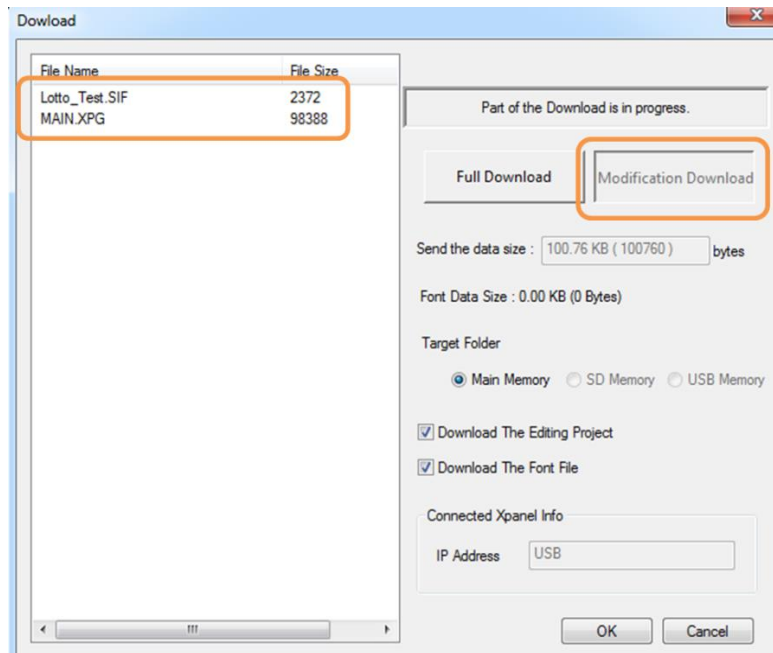 Dowload
File Name File Size
Lotto_Test.SIF 2372
MAIN.XPG 98388
Part of the Download is in progress.
Full Download Modification Download
Send the data size : 100.76 KB ( 100760 ) bytes
Font Data Size : 0.00 KB (0 Bytes)
Target Folder
Main Memory SD Memory USB Memory
Download The Editing Project
Download The Font File
Connected Xpanel Info
IP Address USB
OK Cancel